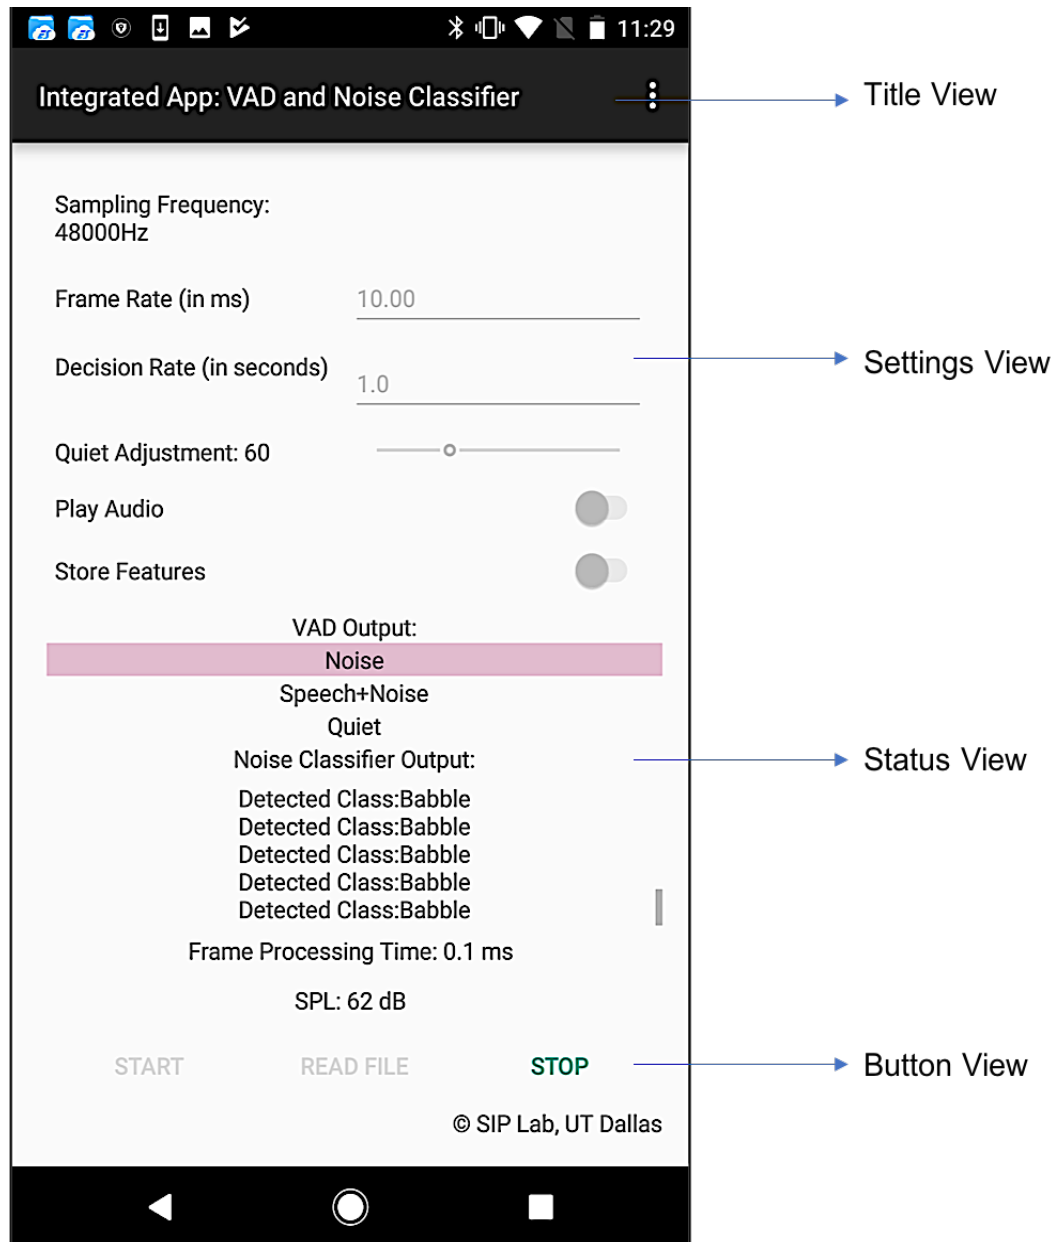 11:29
Integrated App: VAD and Noise Classifier
Title View
Sampling Frequency:
48000Hz
Frame Rate (in ms)
10.00
Decision Rate (in seconds)
1.0
Settings View
Quiet Adjustment: 60
Play Audio
Store Features
VAD Output:
Noise
Speech+Noise
Quiet
Noise Classifier Output:
Status View
Detected Class:Babble
Detected Class:Babble
Detected Class:Babble
Detected Class:Babble
Detected Class:Babble
Frame Processing Time: 0.1 ms
SPL: 62 dB
START
READ FILE
STOP
Button View
© SIP Lab, UT Dallas